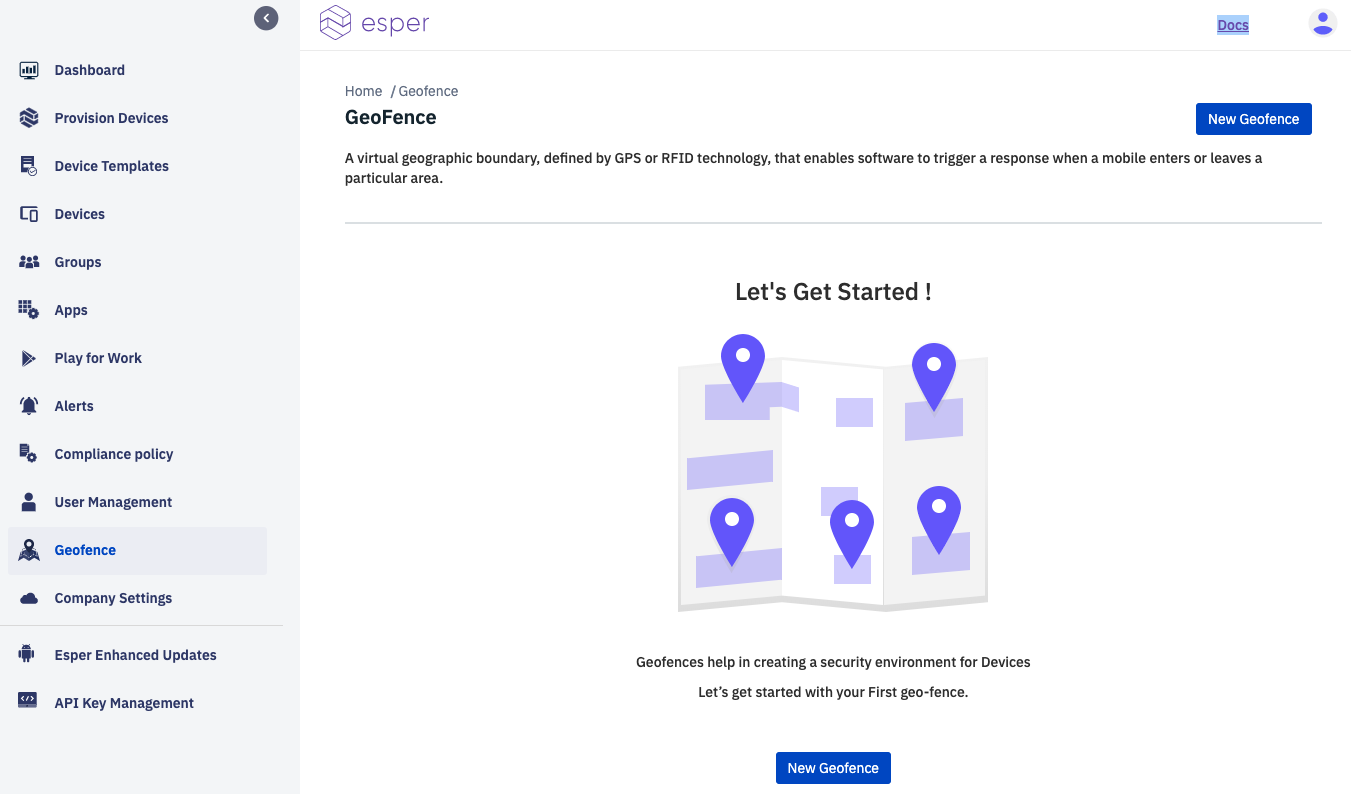 esper
Docs
Dashboard
Provision Devices
Device Templates
Devices
Groups
Apps
Play for Work
Alerts
Compliance policy
User Management
Geofence
Company Settings
Esper Enhanced Updates
API Key Management
Home / Geofence
GeoFence
New Geofence
A virtual geographic boundary, defined by GPS or RFID technology, that enables software to trigger a response when a mobile enters or leaves a
particular area.
Let's Get Started !
Geofences help in creating a security environment for Devices
Let’s get started with your First geo-fence.
New Geofence